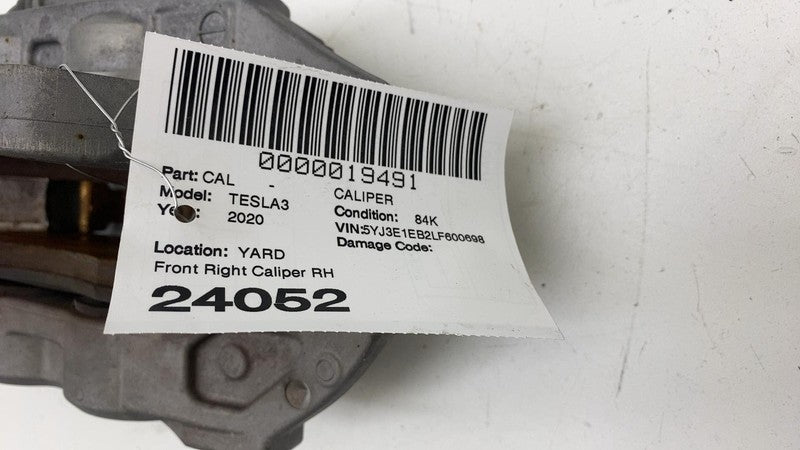 0000019491
Part: CAL - CALIPER
Model: TESLA3 Condition: 84K
Year: 2020 VIN:5YJ3E1EB2LF600698
Damage Code:
Location: YARD
Front Right Caliper RH
24052